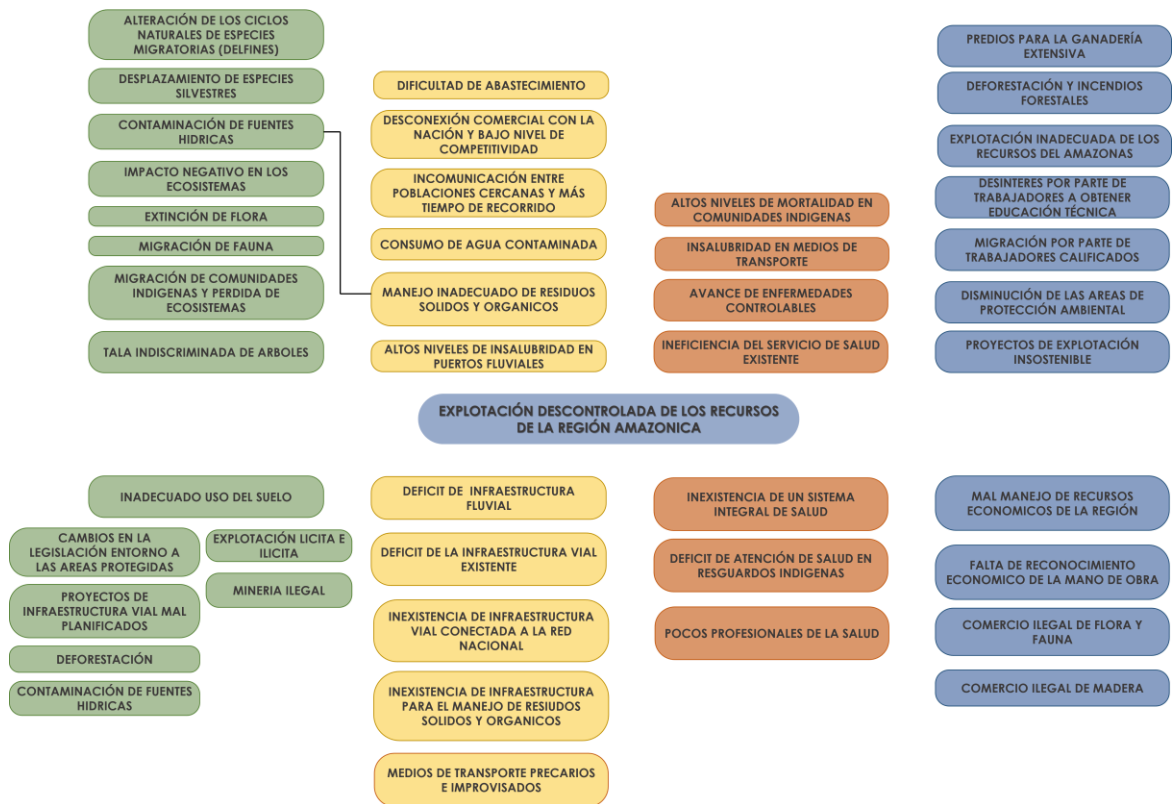 ALTERACIÓN DE LOS CICLOS
NATURALES DE ESPECIES
MIGRATORIAS (DELFINES)
DESPLAZAMIENTO DE ESPECIES
SILVESTRES
CONTAMINACIÓN DE FUENTES
HIDRICAS
IMPACTO NEGATIVO EN LOS
ECOSISTEMAS
EXTINCIÓN DE FLORA
MIGRACIÓN DE FAUNA
MIGRACIÓN DE COMUNIDADES
INDIGENAS Y PERDIDA DE
ECOSISTEMAS
TALA INDISCRIMINADA DE ARBOLES
DIFICULTAD DE ABASTECIMIENTO
DESCONEXIÓN COMERCIAL CON LA
NACIÓN Y BAJO NIVEL DE
COMPETITIVIDAD
INCOMUNICACIÓN ENTRE
POBLACIONES CERCANAS Y MÁS
TIEMPO DE RECORRIDO
CONSUMO DE AGUA CONTAMINADA
MANEJO INADECUADO DE RESIDUOS
SOLIDOS Y ORGANICOS
ALTOS NIVELES DE INSALUBRIDAD EN
PUERTOS FLUVIALES
ALTOS NIVELES DE MORTALIDAD EN
COMUNIDADES INDIGENAS
INSALUBRIDAD EN MEDIOS DE
TRANSPORTE
AVANCE DE ENFERMEDADES
CONTROLABLES
INEFICIENCIA DEL SERVICIO DE SALUD
EXISTENTE
PREDIOS PARA LA GANADERÍA
EXTENSIVA
DEFORESTACIÓN Y INCENDIOS
FORESTALES
EXPLOTACIÓN INADECUADA DE LOS
RECURSOS DEL AMAZONAS
DESINTERES POR PARTE DE
TRABAJADORES A OBTENER
EDUCACIÓN TÉCNICA
MIGRACIÓN POR PARTE DE
TRABAJADORES CALIFICADOS
DISMINUCIÓN DE LAS AREAS DE
PROTECCIÓN AMBIENTAL
PROYECTOS DE EXPLOTACIÓN
INSOSTENIBLE
EXPLOTACIÓN DESCONTROLADA DE LOS RECURSOS
DE LA REGIÓN AMAZONICA
INADECUADO USO DEL SUELO
CAMBIOS EN LA
LEGISLACIÓN ENTORNO A
LAS AREAS PROTEGIDAS
PROYECTOS DE
INFRAESTRUCTURA VIAL MAL
PLANIFICADOS
DEFORESTACIÓN
CONTAMINACIÓN DE FUENTES
HIDRICAS
EXPLOTACIÓN LICITA E
ILICITA
MINERIA ILEGAL
DEFICIT DE INFRAESTRUCTURA
FLUVIAL
DEFICIT DE LA INFRAESTRUCTURA VIAL
EXISTENTE
INEXISTENCIA DE INFRAESTRUCTURA
VIAL CONECTADA A LA RED
NACIONAL
INEXISTENCIA DE INFRAESTRUCTURA
PARA EL MANEJO DE RESIUDOS
SOLIDOS Y ORGANICOS
MEDIOS DE TRANSPORTE PRECARIOS
E IMPROVISADOS
INEXISTENCIA DE UN SISTEMA
INTEGRAL DE SALUD
DEFICIT DE ATENCIÓN DE SALUD EN
RESGUARDOS INDIGENAS
POCOS PROFESIONALES DE LA SALUD
MAL MANEJO DE RECURSOS
ECONOMICOS DE LA REGIÓN
FALTA DE RECONOCIMIENTO
ECONOMICO DE LA MANO DE OBRA
COMERCIO ILEGAL DE FLORA Y
FAUNA
COMERCIO ILEGAL DE MADERA